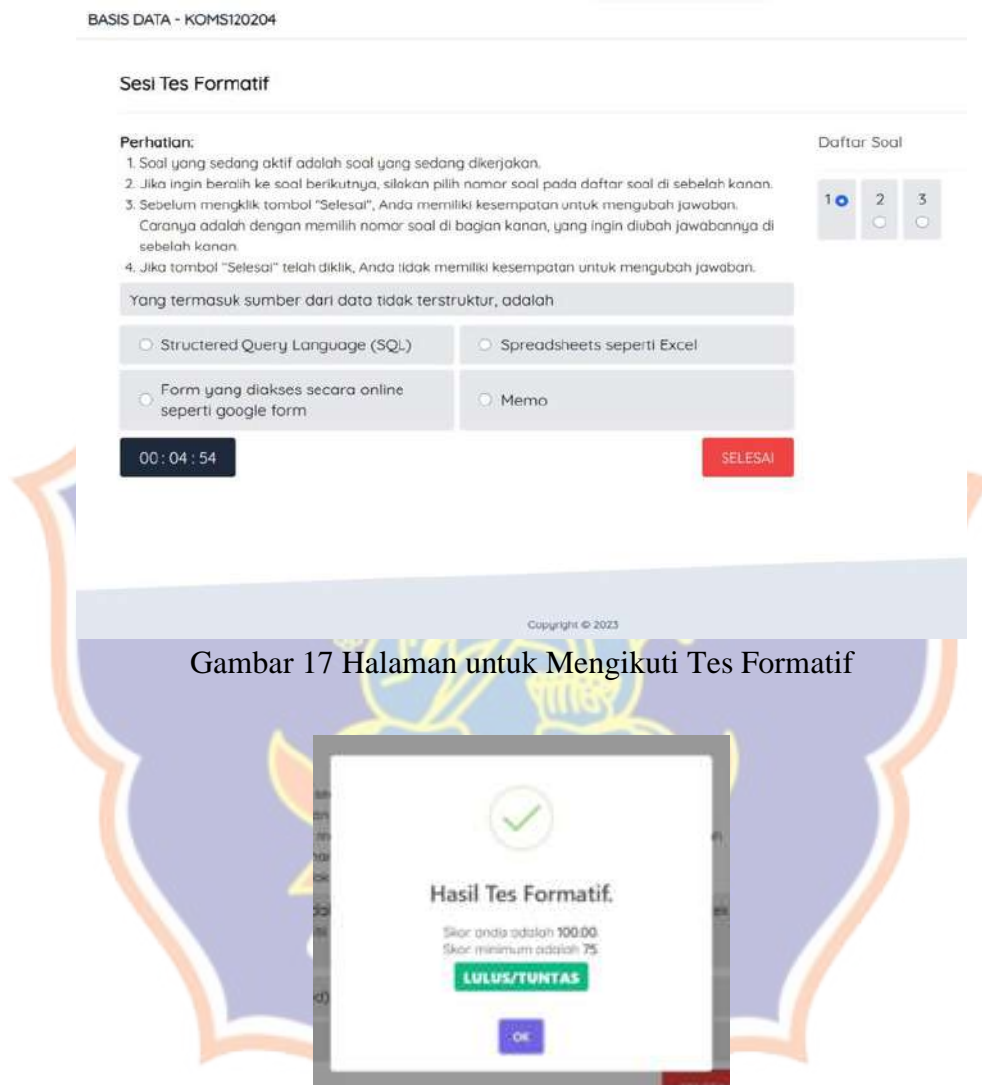 BASIS DATA - KOMS120204
Sesi Tes Formatif
Perhatian:
1. Soal yang sedang aktif adalah soal yang sedang dikerjakan.
2. Jika ingin beralih ke soal berikutnya, silakan pilih nomor soal pada daftar soal di sebelah kanan.
3. Sebelum mengklik tombol "Selesai", Anda memiliki kesempatan untuk mengubah jawaban.
Caranya adalah dengan memilih nomor soal di bagian kanan, yang ingin diubah jawabannya di
sebelah kanan.
4. Jika tombol "Selesai" telah diklik, Anda tidak memiliki kesempatan untuk mengubah jawaban.
Daftar Soal
1 2 3
Yang termasuk sumber dari data tidak terstruktur, adalah
Structered Query Language (SQL)
Spreadsheets seperti Excel
Form yang diakses secara online
seperti google form
Memo
00 : 04 : 54
SELESAI
Copyright © 2023
Gambar 17 Halaman untuk Mengikuti Tes Formatif
Hasil Tes Formatif.
Skor anda adalah 100.00.
Skor minimum adalah 75
LULUS/TUNTAS
OK